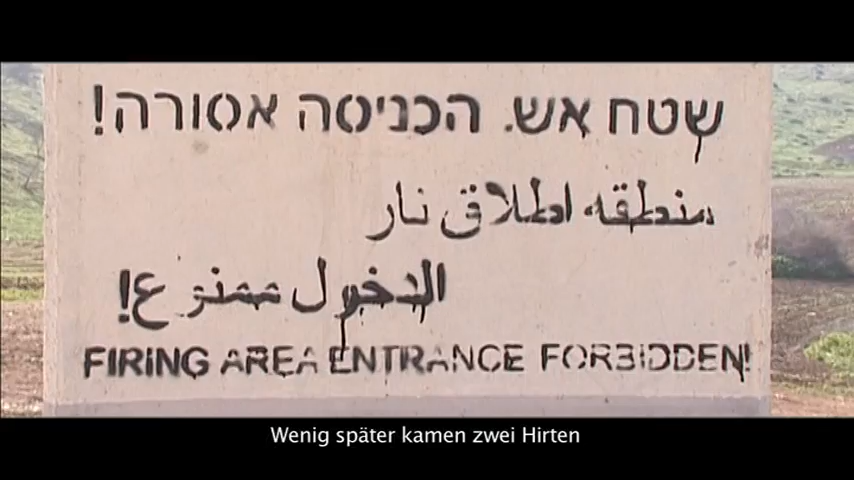 שטח אש. הכניסה אסורה!
منطقه اطلاق نار
الدخول ممنوع!
FIRING AREA ENTRANCE FORBIDDEN!
Wenig später kamen zwei Hirten